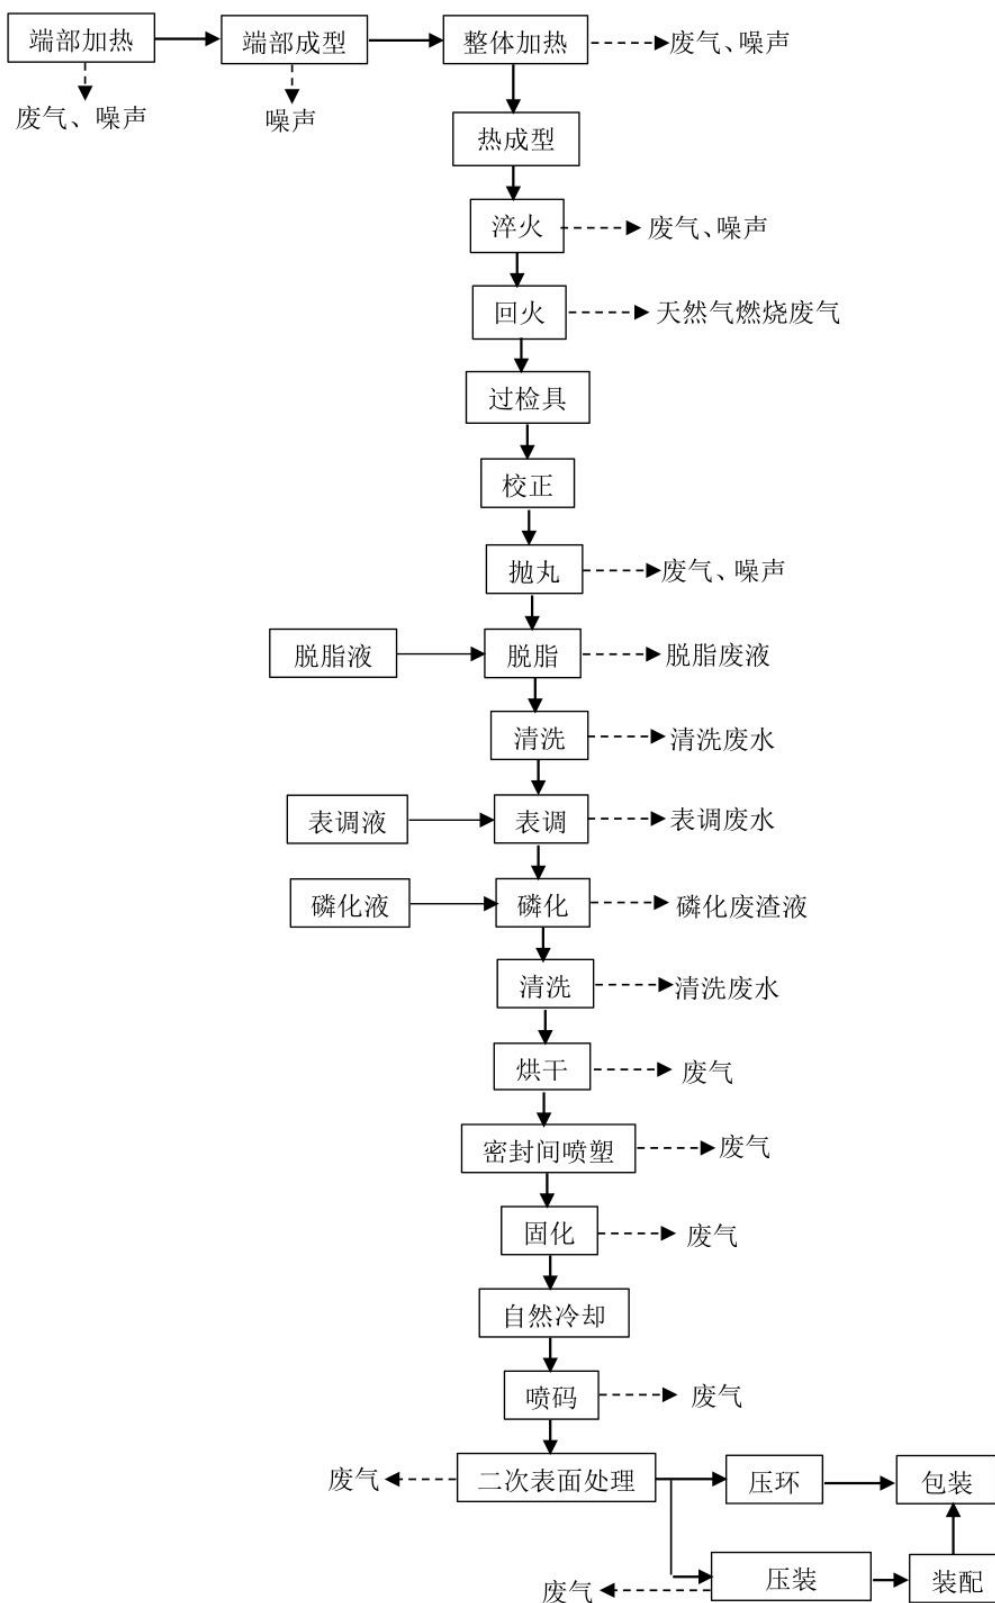 端部加热
端部成型
整体加热
废气、噪声
废气、噪声
噪声
热成型
淬火
废气、噪声
回火
天然气燃烧废气
过检具
校正
抛丸
废气、噪声
脱脂液
脱脂
脱脂废液
清洗
清洗废水
表调液
表调
表调废水
磷化液
磷化
磷化废渣液
清洗
清洗废水
烘干
废气
密封间喷塑
废气
固化
废气
自然冷却
喷码
废气
废气
二次表面处理
压环
包装
废气
压装
装配